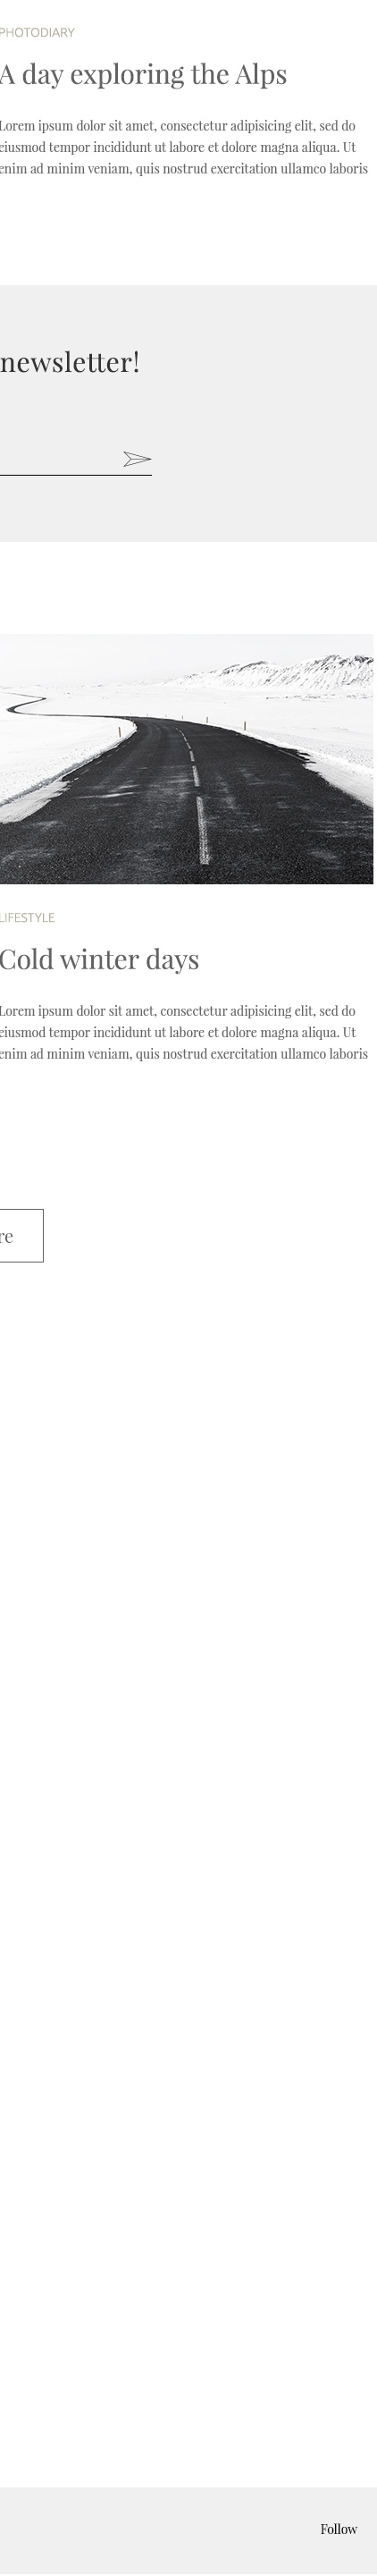 PHOTODIARY
A day exploring the Alps
Lorem ipsum dolor sit amet, consectetur adipisicing elit, sed do
eiusmod tempor incididunt ut labore et dolore magna aliqua. Ut
enim ad minim veniam, quis nostrud exercitation ullamco laboris
newsletter!
LIFESTYLE
Cold winter days
Lorem ipsum dolor sit amet, consectetur adipisicing elit, sed do
eiusmod tempor incididunt ut labore et dolore magna aliqua. Ut
enim ad minim veniam, quis nostrud exercitation ullamco laboris
re
Follow